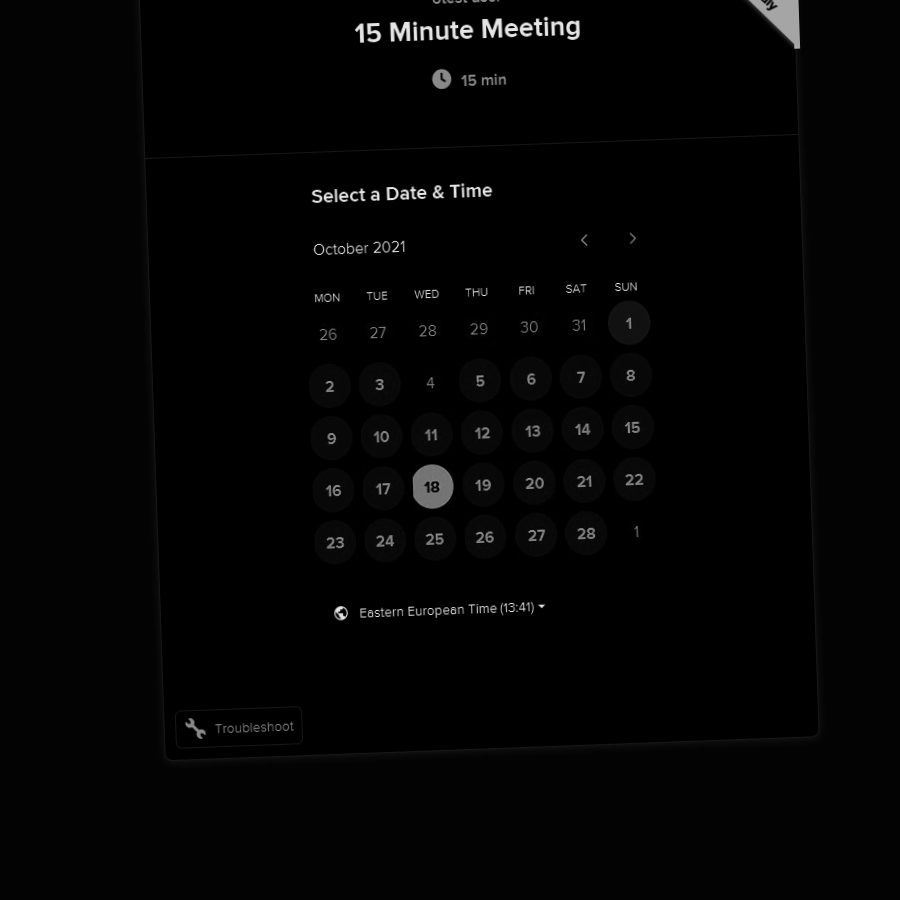 15 Minute Meeting
15 min
Select a Date & Time
October 2021
MON TUE WED THU FRI SAT SUN
26 27 28 29 30 31 1
2 3 4 5 6 7 8
9 10 11 12 13 14 15
16 17 18 19 20 21 22
23 24 25 26 27 28 1
Eastern European Time (13:41)
Troubleshoot